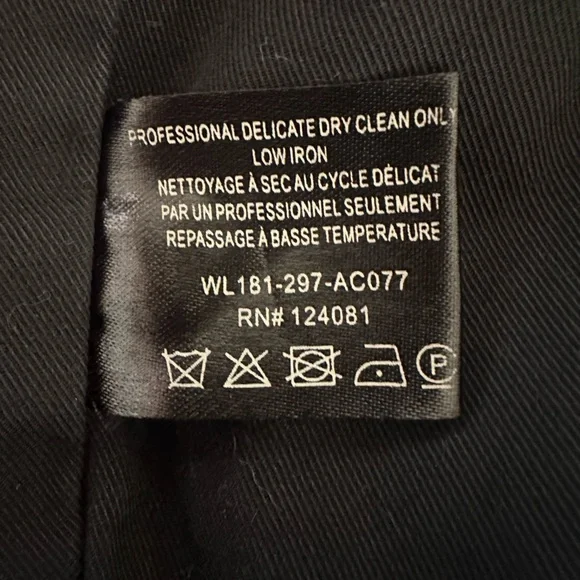 PROFESSIONAL DELICATE DRY CLEAN ONLY
LOW IRON
NETTOYAGE À SEC AU CYCLE DÉLICAT
PAR UN PROFESSIONNEL SEULEMENT
REPASSAGE À BASSE TEMPERATURE
WL181-297-AC077
RN# 124081
P